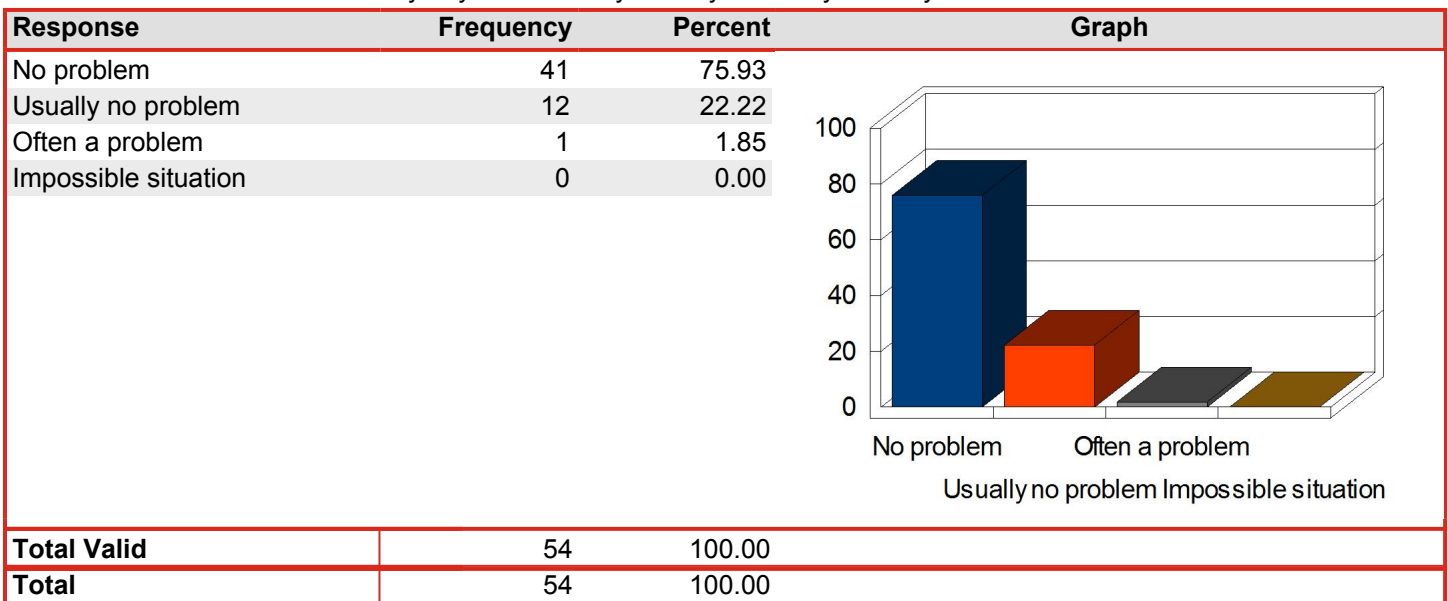 Response Frequency Percent Graph
No problem 41 75.93
Usually no problem 12 22.22
Often a problem 1 1.85
Impossible situation 0 0.00
100
80
60
40
20
0
No problem Often a problem
Usually no problem Impossible situation
Total Valid 54 100.00
Total 54 100.00